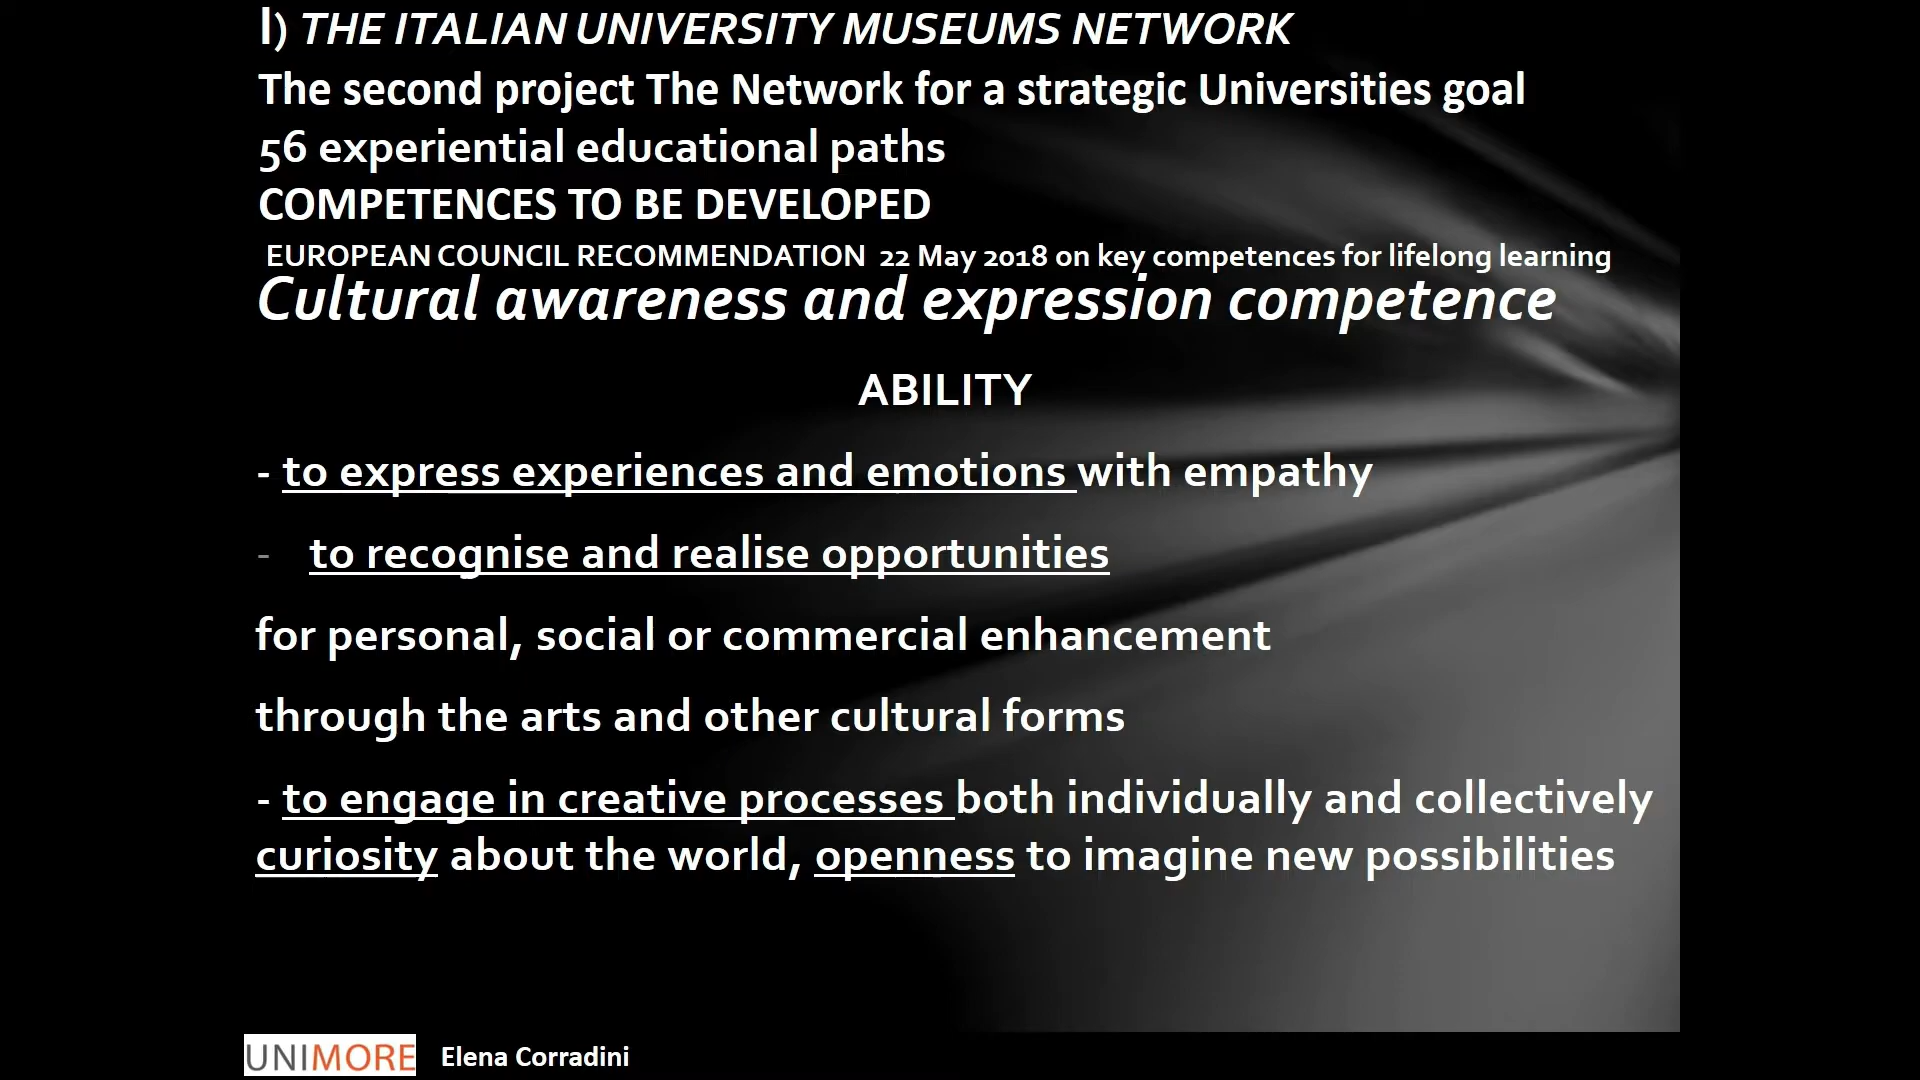 I) THE ITALIAN UNIVERSITY MUSEUMS NETWORK
The second project The Network for a strategic Universities goal
56 experiential educational paths
COMPETENCES TO BE DEVELOPED
EUROPEAN COUNCIL RECOMMENDATION 22 May 2018 on key competences for lifelong learning
Cultural awareness and expression competence
ABILITY
- to express experiences and emotions with empathy
- to recognise and realise opportunities
for personal, social or commercial enhancement
through the arts and other cultural forms
- to engage in creative processes both individually and collectively
curiosity about the world, openness to imagine new possibilities
UNIMORE Elena Corradini